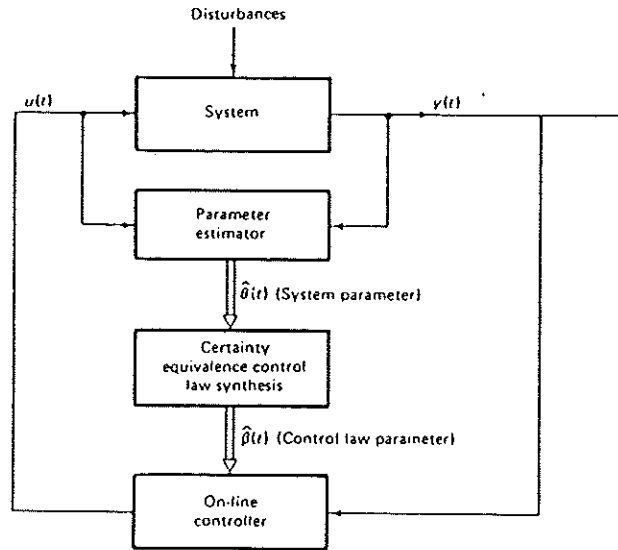 Disturbances
u(t)
System
y(t)
Parameter
estimator
θ̂(t) (System parameter)
Certainty
equivalence control
law synthesis
β̂(t) (Control law parameter)
On-line
controller